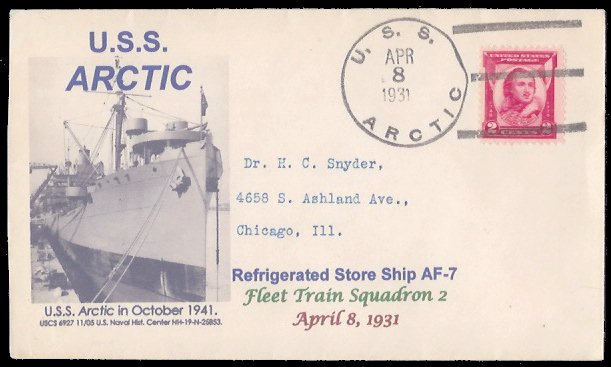 U.S.S.
ARCTIC
U. S. S.
APR
8
1931
ARCTIC
UNITED STATES
POSTAGE
2 CENTS 2
Dr. H. C. Snyder,
4658 S. Ashland Ave.,
Chicago, Ill.
Refrigerated Store Ship AF-7
Fleet Train Squadron 2
April 8, 1931
U.S.S. Arctic in October 1941.
USCS 6927 11/05 U.S. Naval Hist. Center NH-19-N-25853.